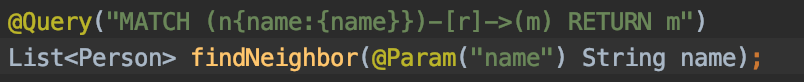 @Query("MATCH (n{name:{name}})-[r]->(m) RETURN m")
List<Person> findNeighbor(@Param("name") String name);